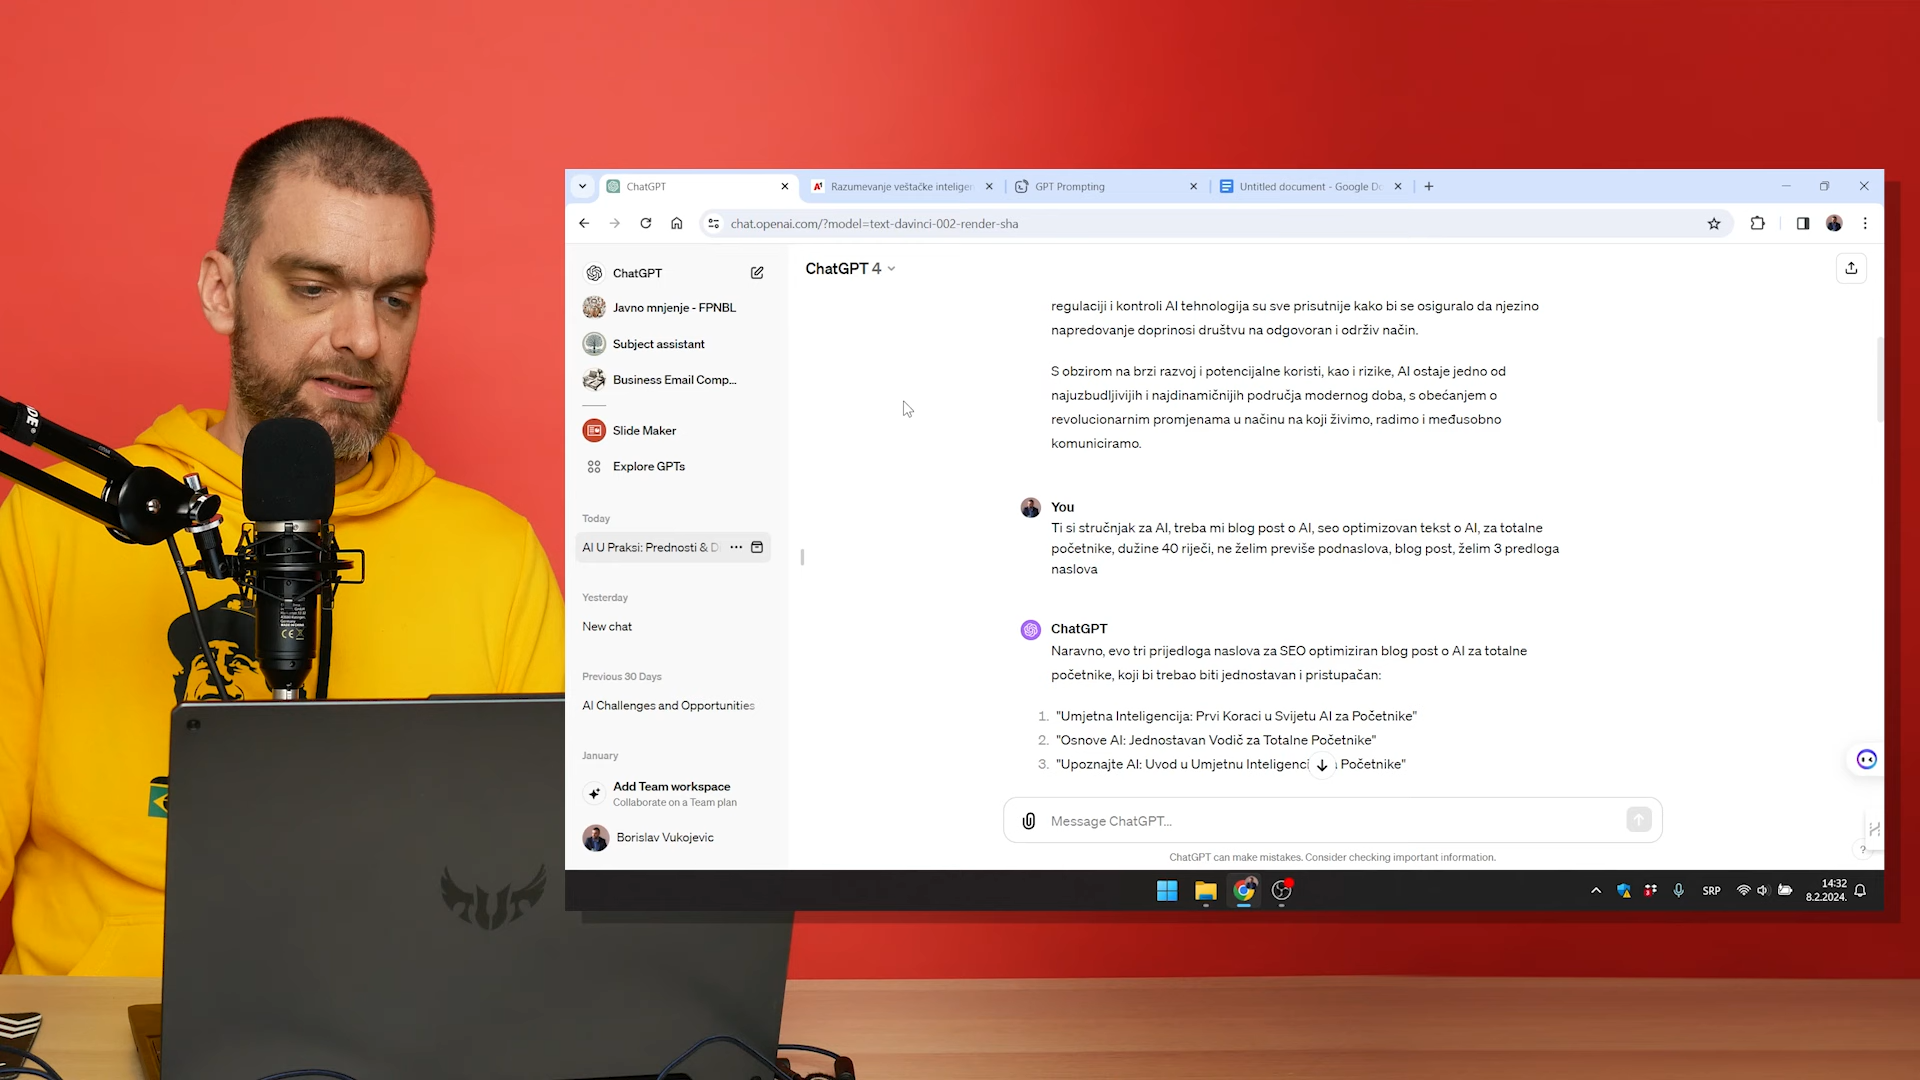 ChatGPT
Razumevanje veštačke inteligen
GPT Prompting
Untitled document - Google Do
chat.openai.com/?model=text-davinci-002-render-sha
ChatGPT
Javno mnjenje - FPNBL
Subject assistant
Business Email Comp...
Slide Maker
Explore GPTs
Today
AI U Praksi: Prednosti & D
Yesterday
New chat
Previous 30 Days
AI Challenges and Opportunities
January
Add Team workspace
Collaborate on a Team plan
Borislav Vukojevic
ChatGPT 4
regulaciji i kontroli AI tehnologija su sve prisutnije kako bi se osiguralo da njezino
napredovanje doprinosi društvu na odgovoran i održiv način.
S obzirom na brzi razvoj i potencijalne koristi, kao i rizike, AI ostaje jedno od
najuzbudljivijih i najdinamičnijih područja modernog doba, s obećanjem o
revolucionarnim promjenama u načinu na koji živimo, radimo i međusobno
komuniciramo.
You
Ti si stručnjak za AI, treba mi blog post o AI, seo optimizovan tekst o AI, za totalne
početnike, dužine 40 riječi, ne želim previše podnaslova, blog post, želim 3 predloga
naslova
ChatGPT
Naravno, evo tri prijedloga naslova za SEO optimiziran blog post o AI za totalne
početnike, koji bi trebao biti jednostavan i pristupačan:
1. "Umjetna Inteligencija: Prvi Koraci u Svijetu AI za Početnike"
2. "Osnove AI: Jednostavan Vodič za Totalne Početnike"
3. "Upoznajte AI: Uvod u Umjetnu Inteligenci Početnike"
Message ChatGPT...
ChatGPT can make mistakes. Consider checking important information.
?
SRP
14:32
8.2.2024.
TUF